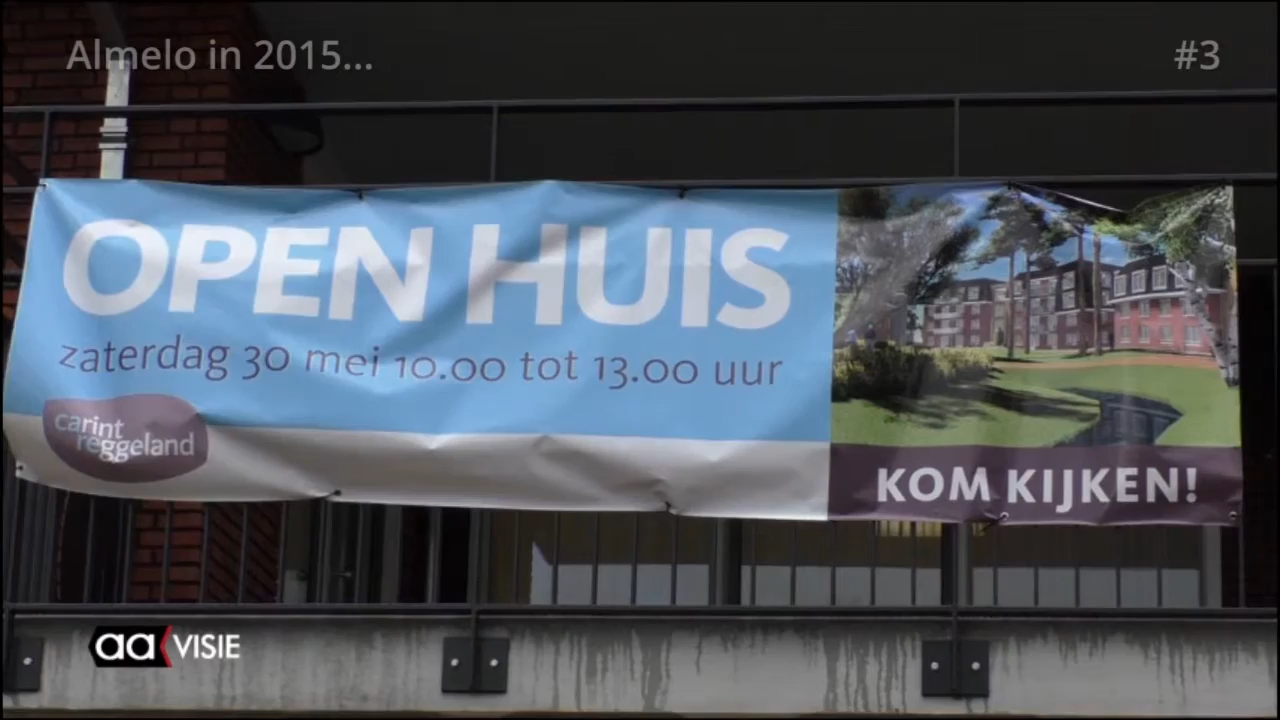 Almelo in 2015...
#3
OPEN HUIS
zaterdag 30 mei 10.00 tot 13.00 uur
carint
reggeland
KOM KIJKEN!
aa VISIE